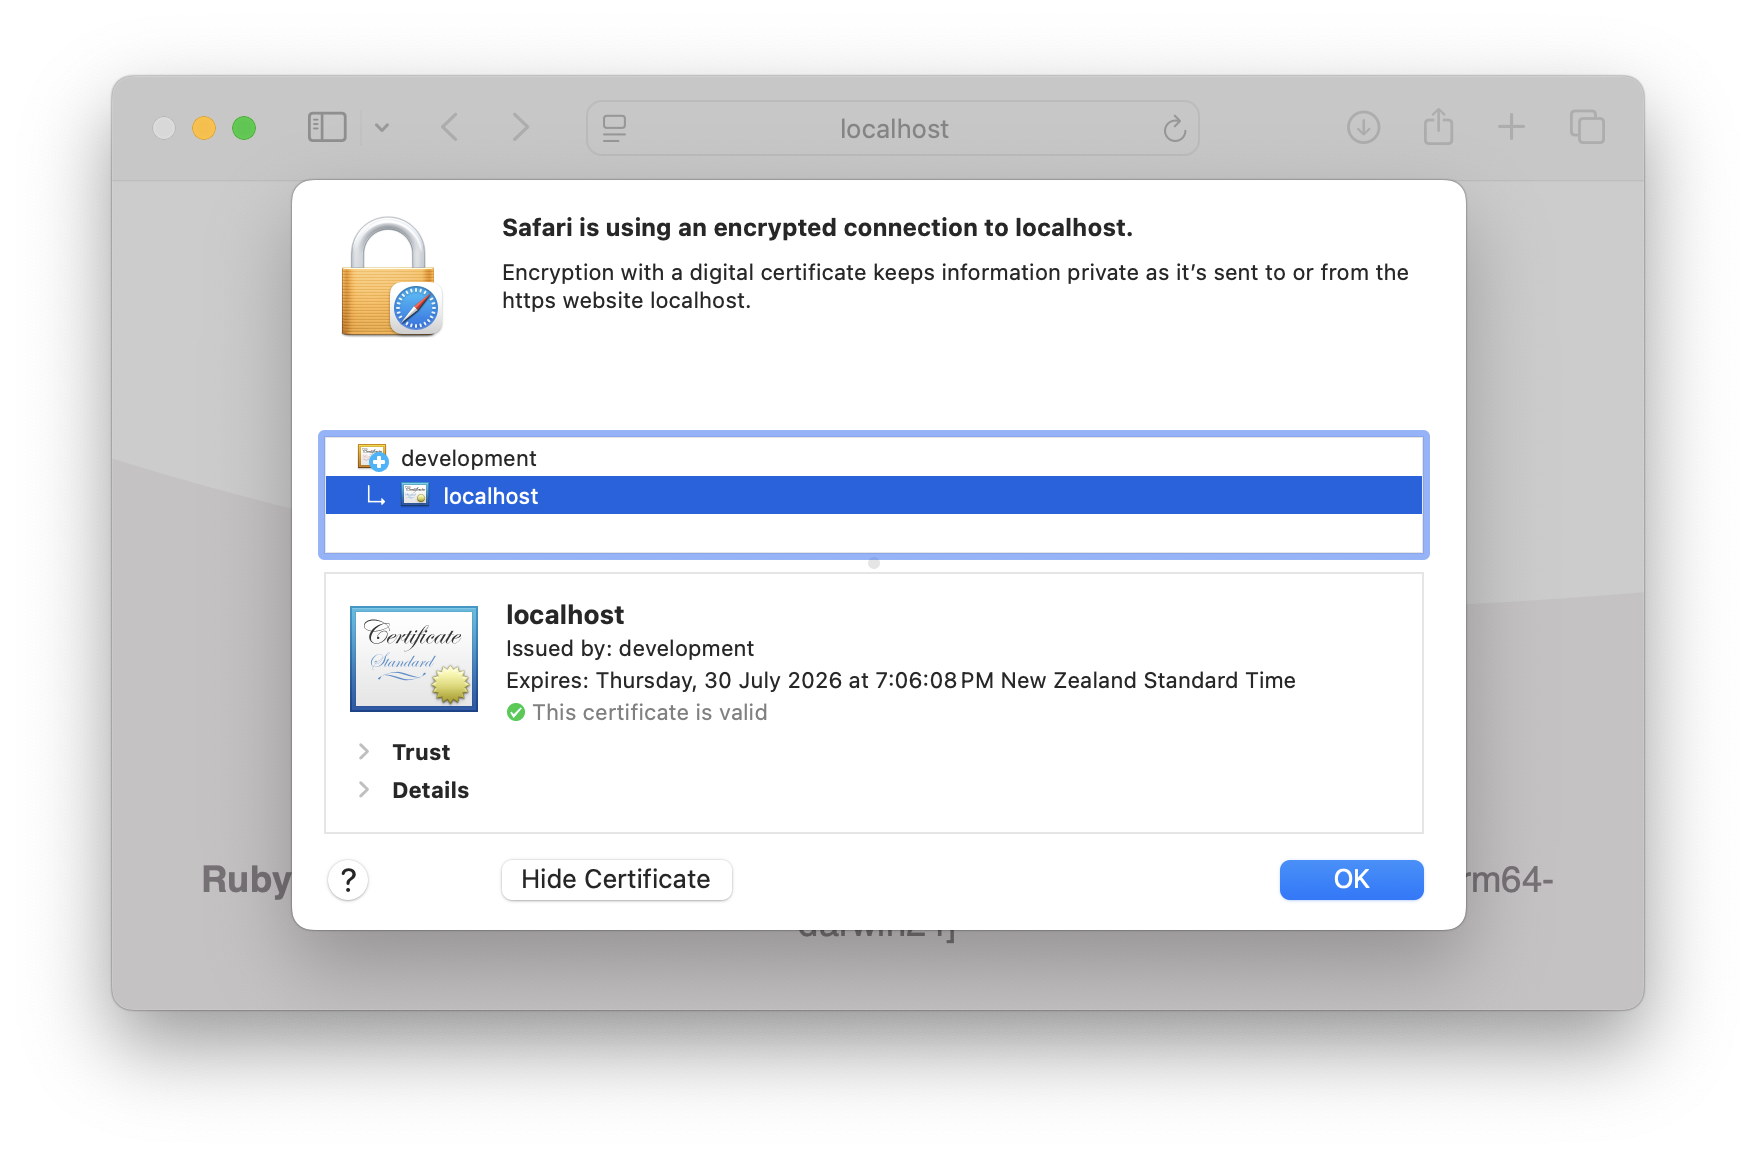 localhost
Safari is using an encrypted connection to localhost.
Encryption with a digital certificate keeps information private as it’s sent to or from the
https website localhost.
development
localhost
Certificate
Standard
localhost
Issued by: development
Expires: Thursday, 30 July 2026 at 7:06:08 PM New Zealand Standard Time
This certificate is valid
Trust
Details
Ruby
rm64-
?
Hide Certificate
OK